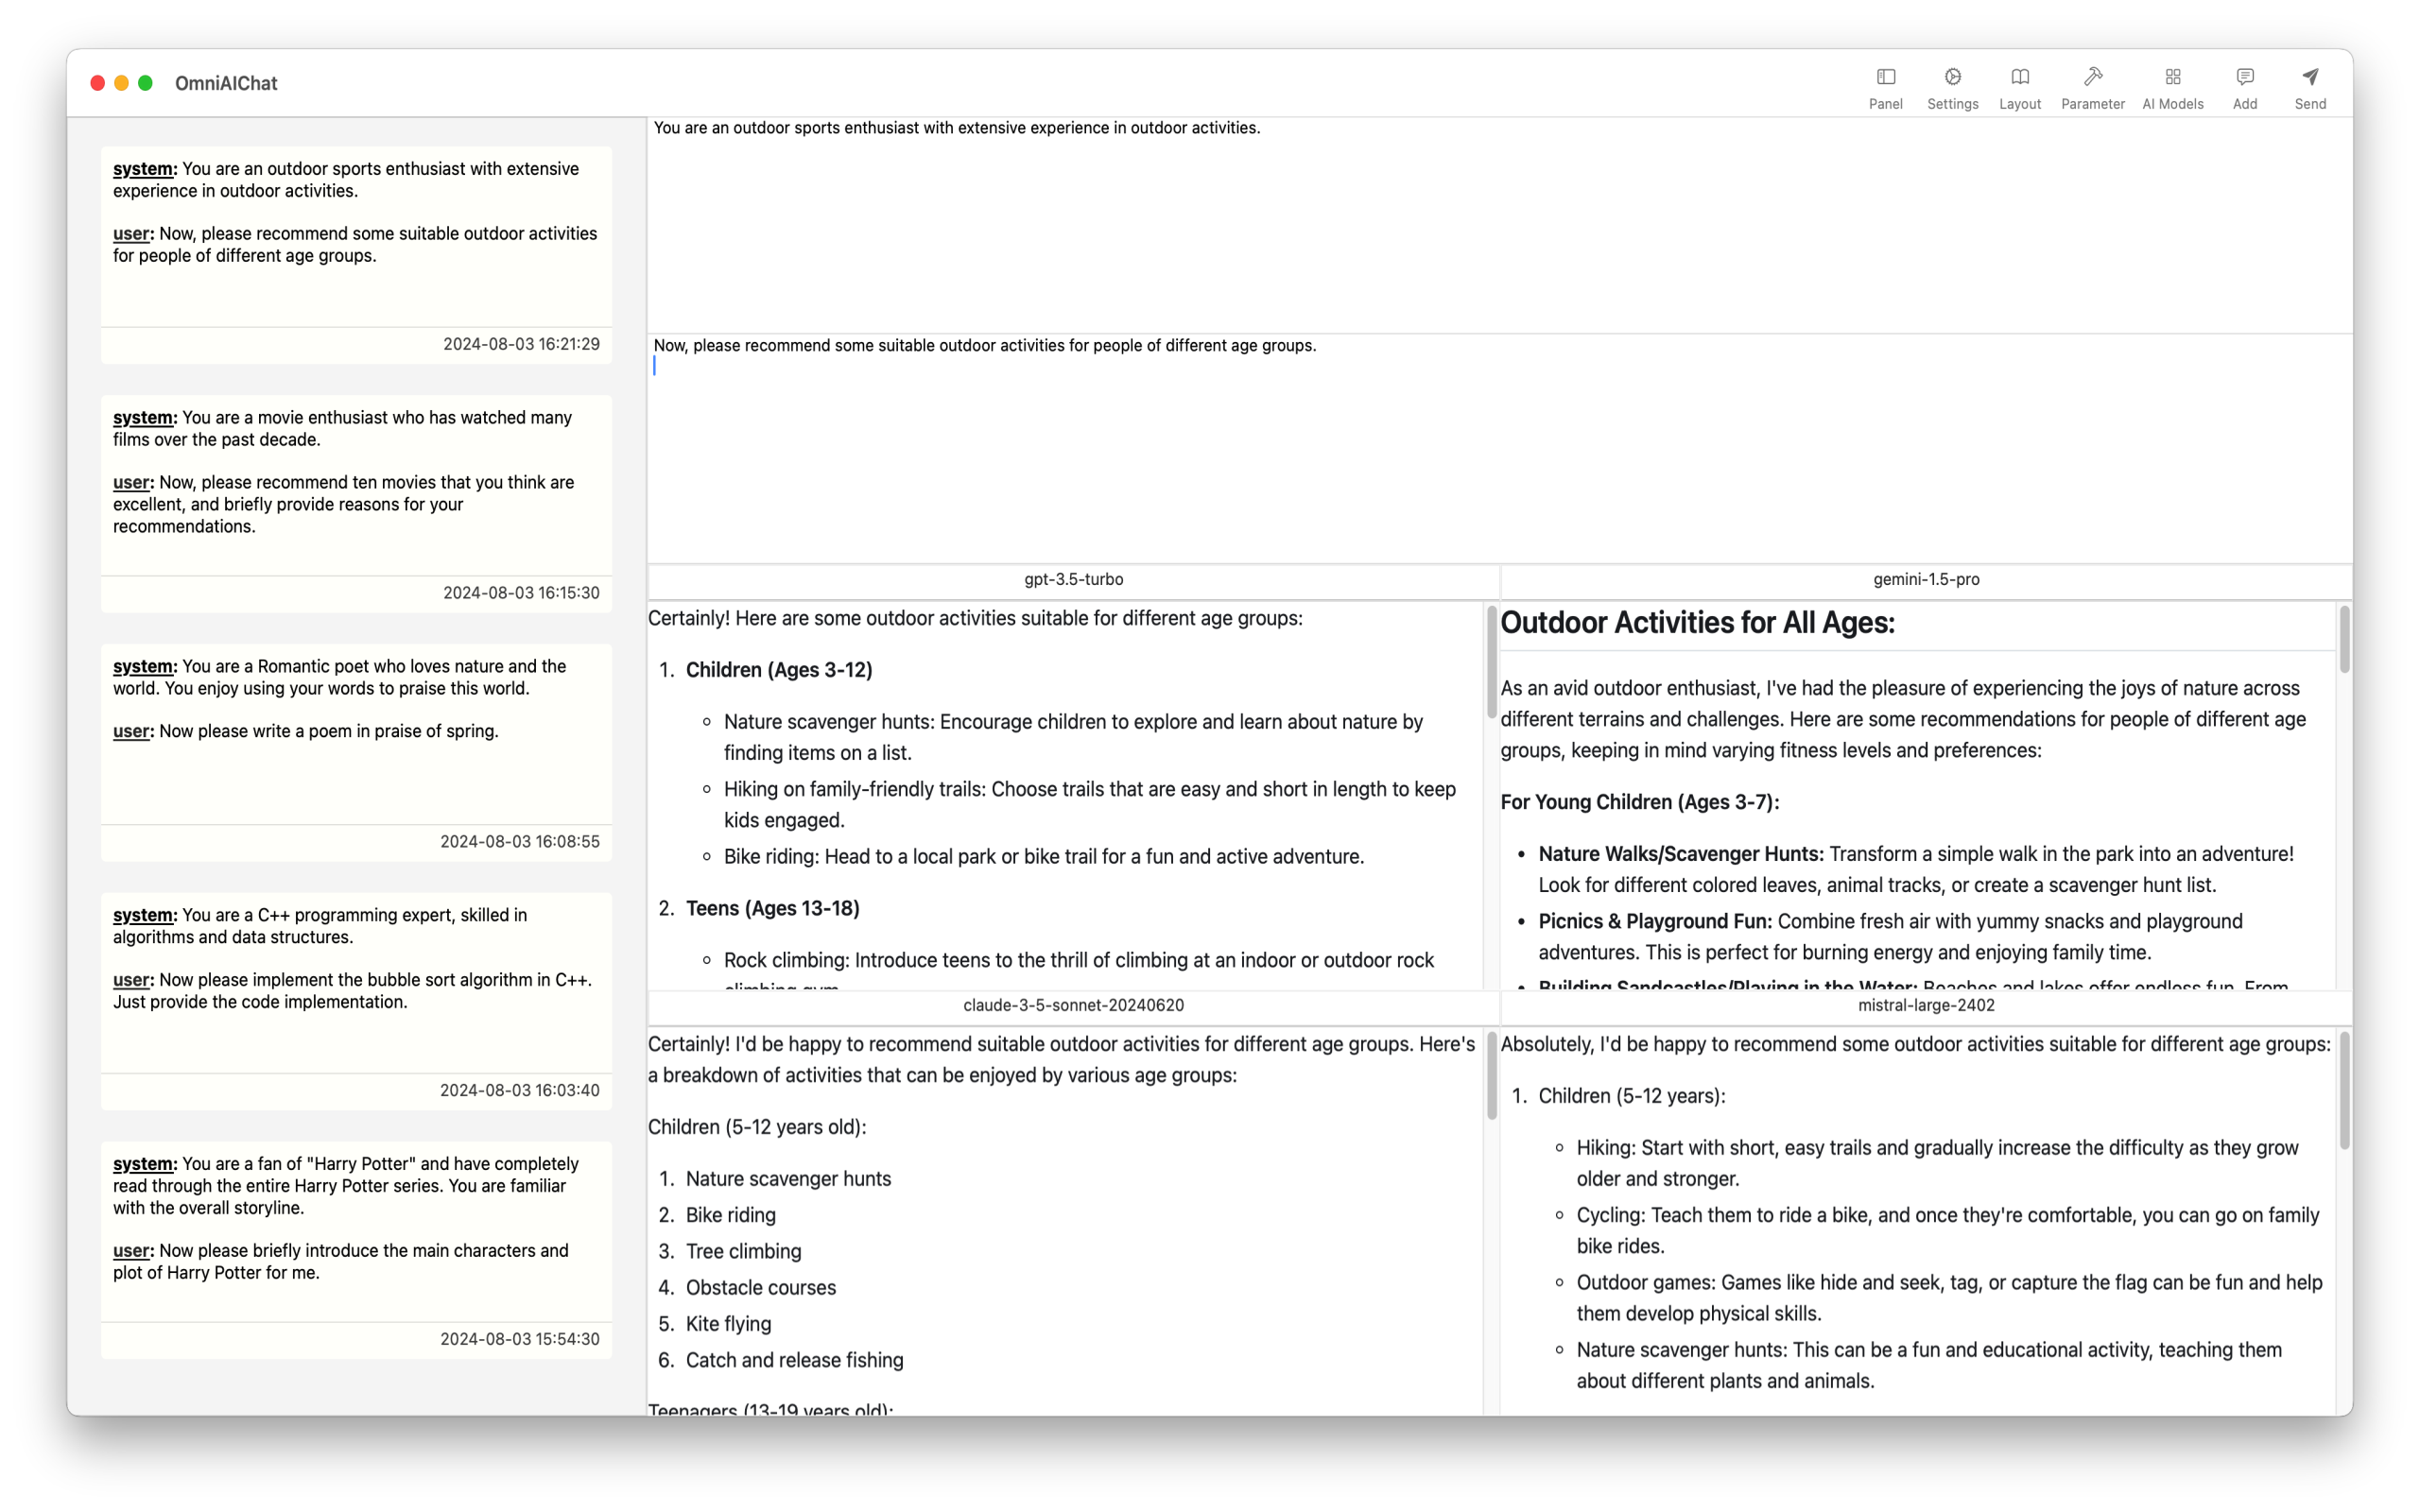 OmniAIChat
Panel
Settings
Layout
Parameter
AI Models
Add
Send
system: You are an outdoor sports enthusiast with extensive
experience in outdoor activities.
user: Now, please recommend some suitable outdoor activities
for people of different age groups.
2024-08-03 16:21:29
system: You are a movie enthusiast who has watched many
films over the past decade.
user: Now, please recommend ten movies that you think are
excellent, and briefly provide reasons for your
recommendations.
2024-08-03 16:15:30
system: You are a Romantic poet who loves nature and the
world. You enjoy using your words to praise this world.
user: Now please write a poem in praise of spring.
2024-08-03 16:08:55
system: You are a C++ programming expert, skilled in
algorithms and data structures.
user: Now please implement the bubble sort algorithm in C++.
Just provide the code implementation.
2024-08-03 16:03:40
system: You are a fan of "Harry Potter" and have completely
read through the entire Harry Potter series. You are familiar
with the overall storyline.
user: Now please briefly introduce the main characters and
plot of Harry Potter for me.
2024-08-03 15:54:30
You are an outdoor sports enthusiast with extensive experience in outdoor activities.
Now, please recommend some suitable outdoor activities for people of different age groups.
gpt-3.5-turbo
Certainly! Here are some outdoor activities suitable for different age groups:
1. Children (Ages 3-12)
Nature scavenger hunts: Encourage children to explore and learn about nature by
finding items on a list.
Hiking on family-friendly trails: Choose trails that are easy and short in length to keep
kids engaged.
Bike riding: Head to a local park or bike trail for a fun and active adventure.
2. Teens (Ages 13-18)
Rock climbing: Introduce teens to the thrill of climbing at an indoor or outdoor rock
climbing gym.
gemini-1.5-pro
Outdoor Activities for All Ages:
As an avid outdoor enthusiast, I've had the pleasure of experiencing the joys of nature across
different terrains and challenges. Here are some recommendations for people of different age
groups, keeping in mind varying fitness levels and preferences:
For Young Children (Ages 3-7):
• Nature Walks/Scavenger Hunts: Transform a simple walk in the park into an adventure!
Look for different colored leaves, animal tracks, or create a scavenger hunt list.
• Picnics & Playground Fun: Combine fresh air with yummy snacks and playground
adventures. This is perfect for burning energy and enjoying family time.
• Building Sandcastles/Playing in the Water: Beaches and lakes offer endless fun. From
claude-3-5-sonnet-20240620
Certainly! I'd be happy to recommend suitable outdoor activities for different age groups. Here's
a breakdown of activities that can be enjoyed by various age groups:
Children (5-12 years old):
1. Nature scavenger hunts
2. Bike riding
3. Tree climbing
4. Obstacle courses
5. Kite flying
6. Catch and release fishing
Teenagers (13-19 years old):
mistral-large-2402
Absolutely, I'd be happy to recommend some outdoor activities suitable for different age groups:
1. Children (5-12 years):
Hiking: Start with short, easy trails and gradually increase the difficulty as they grow
older and stronger.
Cycling: Teach them to ride a bike, and once they're comfortable, you can go on family
bike rides.
Outdoor games: Games like hide and seek, tag, or capture the flag can be fun and help
them develop physical skills.
Nature scavenger hunts: This can be a fun and educational activity, teaching them
about different plants and animals.